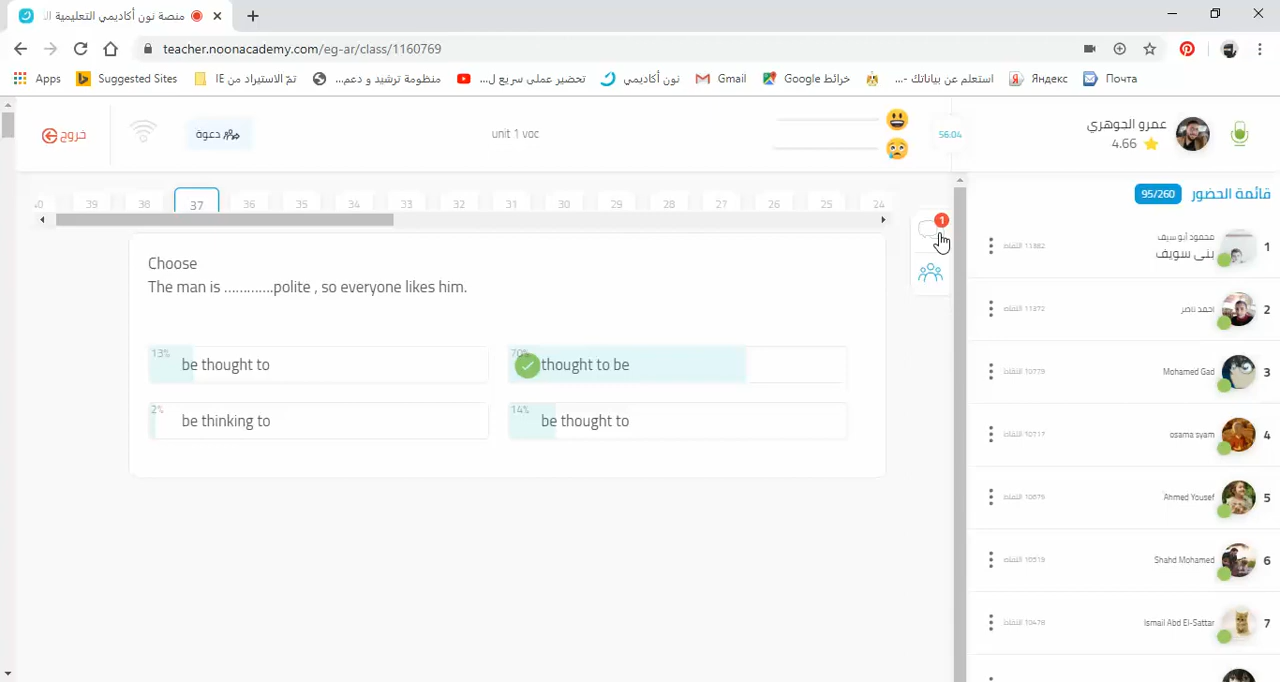 منصة نون أكاديمي التعليمية ال
teacher.noonacademy.com/eg-ar/class/1160769
Apps
Suggested Sites
تمّ الاستيراد من IE
منظومة ترشيد و دعم...
تحضير عملى سريع ل...
نون أكاديمي
Gmail
خرائط Google
استعلم عن بياناتك -...
Яндекс
Почта
خروج
دعوة
unit 1 voc
56:04
عمرو الجوهري
4.66
39 38 37 36 35 34 33 32 31 30 29 28 27 26 25 24
1
Choose
The man is .............polite , so everyone likes him.
13%
be thought to
70%
thought to be
2%
be thinking to
14%
be thought to
قائمة الحضور
95/260
1
محمود أبو سيف
بنى سويف
2
احمد ناصر
3
Mohamed Gad
4
osama syam
5
Ahmed Yousef
6
Shahd Mohamed
7
Ismail Abd El-Sattar